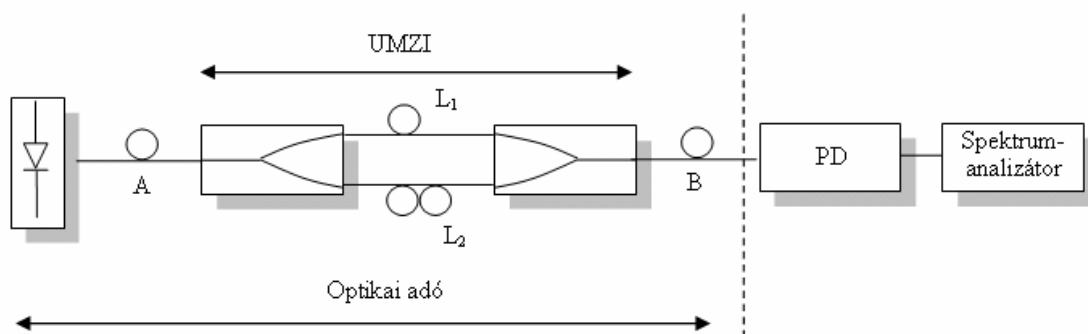 UMZI
L₁
A
L₂
B
PD
Spektrum-
analizátor
Optikai adó